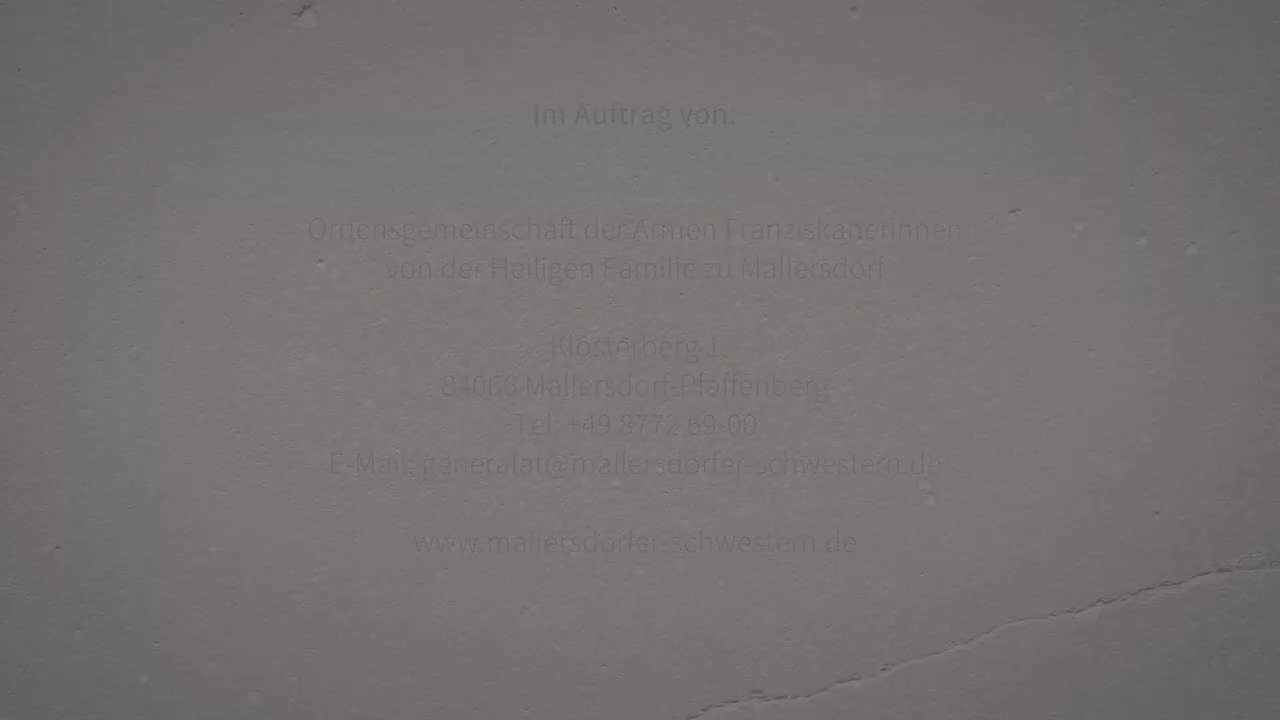 Im Auftrag von:
Ordensgemeinschaft der Armen Franziskanerinnen
von der Heiligen Familie zu Mallersdorf
Klosterberg 1
84066 Mallersdorf-Pfaffenberg
Tel: +49 8772 69-00
E-Mail: generalat@mallersdorfer-schwestern.de
www.mallersdorfer-schwestern.de